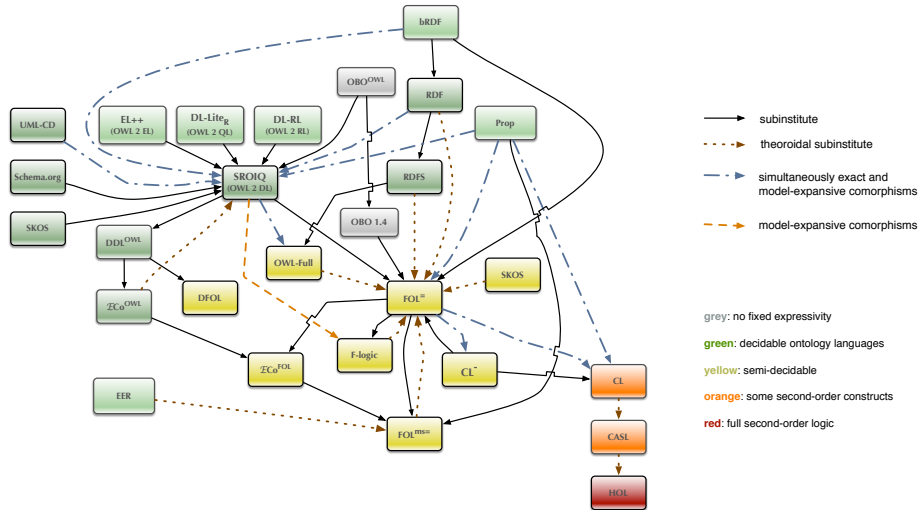 bRDF
OBO^OWL
RDF
UML-CD
EL++
(OWL 2 EL)
DL-Lite_R
(OWL 2 QL)
DL-RL
(OWL 2 RL)
Prop
subinstitute
theoroidal subinstitute
Schema.org
SROIQ
(OWL 2 DL)
RDFS
simultaneously exact and
model-expansive comorphisms
SKOS
OBO 1.4
model-expansive comorphisms
DDL^OWL
OWL-Full
SKOS
ℰCo^OWL
DFOL
FOL^=
grey: no fixed expressivity
green: decidable ontology languages
F-logic
ℰCo^FOL
CL^-
yellow: semi-decidable
CL
EER
orange: some second-order constructs
FOL^ms=
CASL
red: full second-order logic
HOL